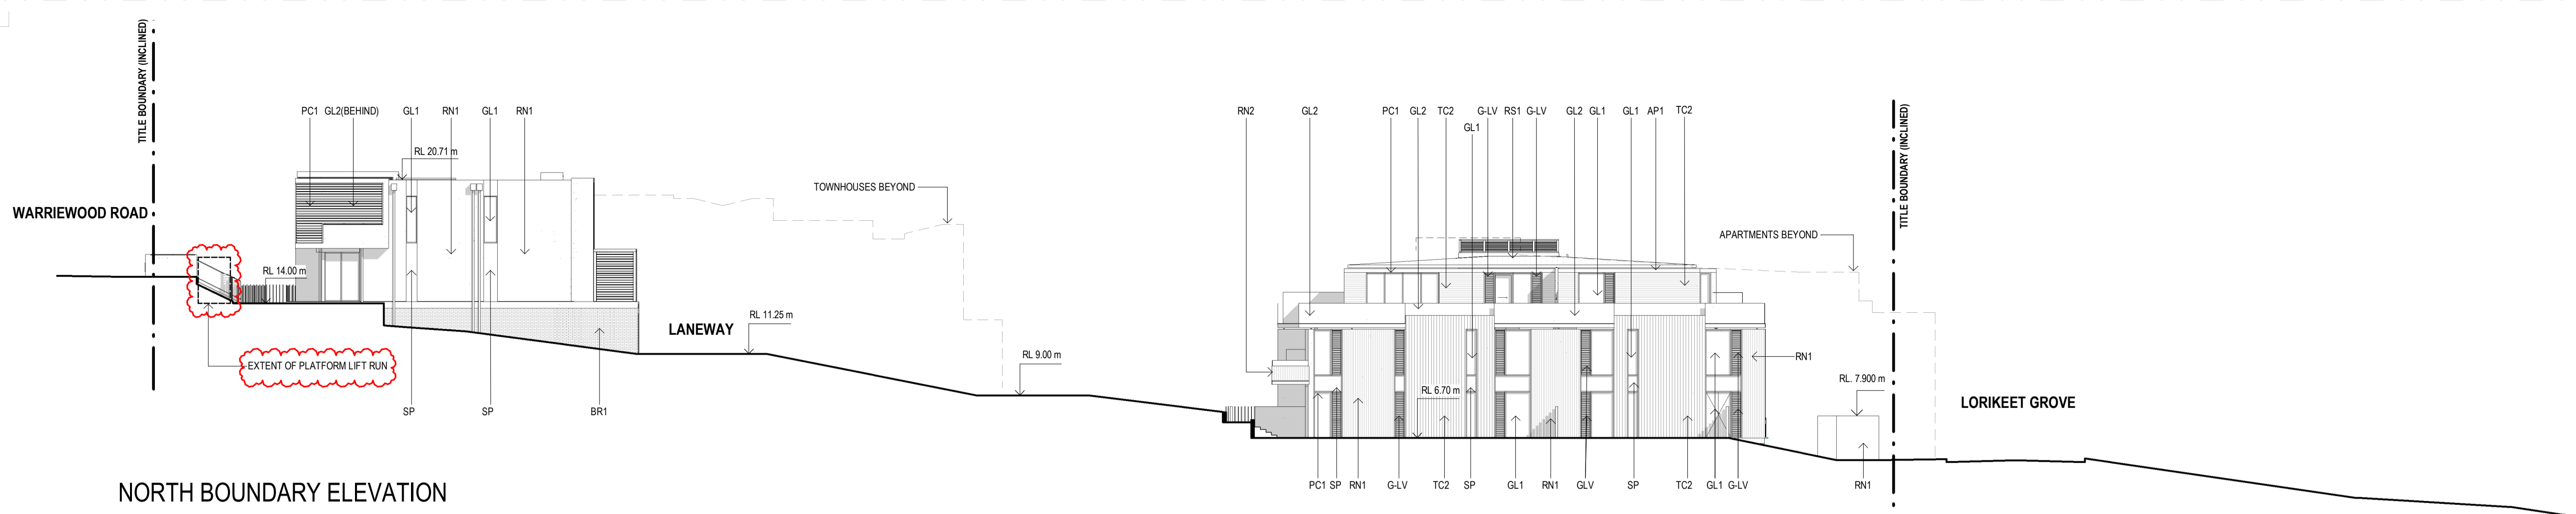 TITLE BOUNDARY (INCLINED)
TITLE BOUNDARY (INCLINED)
PC1 GL2(BEHIND) GL1 RN1 GL1 RN1
RN2 GL2 PC1 GL2 TC2 G-LV RS1 G-LV GL2 GL1 GL1 AP1 TC2
GL1
RL 20.71 m
TOWNHOUSES BEYOND
WARRIEWOOD ROAD
APARTMENTS BEYOND
RL 14.00 m
RL 11.25 m
LANEWAY
RL 9.00 m
RN1
EXTENT OF PLATFORM LIFT RUN
RL. 7.900 m
RL 6.70 m
LORIKEET GROVE
SP SP BR1
PC1 SP RN1 G-LV TC2 SP GL1 RN1 GLV SP TC2 GL1 G-LV RN1
NORTH BOUNDARY ELEVATION